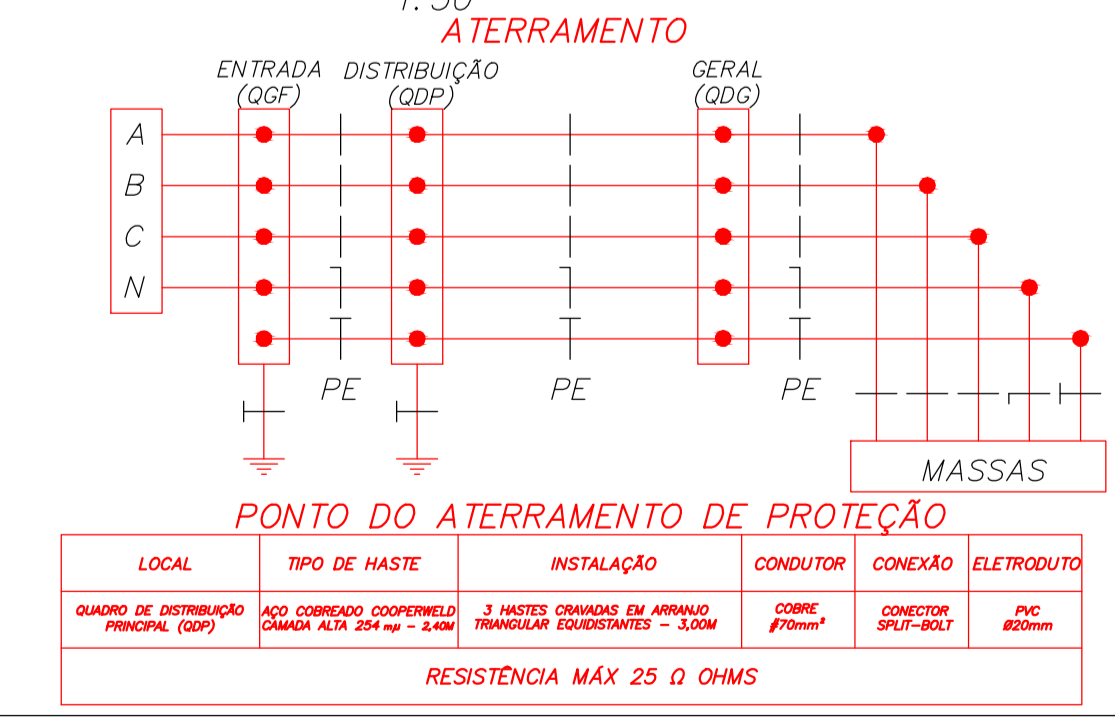 1:50
ATERRAMENTO
ENTRADA
(QGF)
DISTRIBUIÇÃO
(QDP)
GERAL
(QDG)
A
B
C
N
PE
PE
PE
MASSAS
PONTO DO ATERRAMENTO DE PROTEÇÃO
LOCAL
TIPO DE HASTE
INSTALAÇÃO
CONDUTOR
CONEXÃO
ELETRODUTO
QUADRO DE DISTRIBUIÇÃO
PRINCIPAL (QDP)
AÇO COBREADO COOPERWELD
CAMADA ALTA 254 mµ - 2,40M
3 HASTES CRAVADAS EM ARRANJO
TRIANGULAR EQUIDISTANTES - 3,00M
COBRE
#70mm²
CONECTOR
SPLIT-BOLT
PVC
Ø20mm
RESISTÊNCIA MÁX 25 Ω OHMS